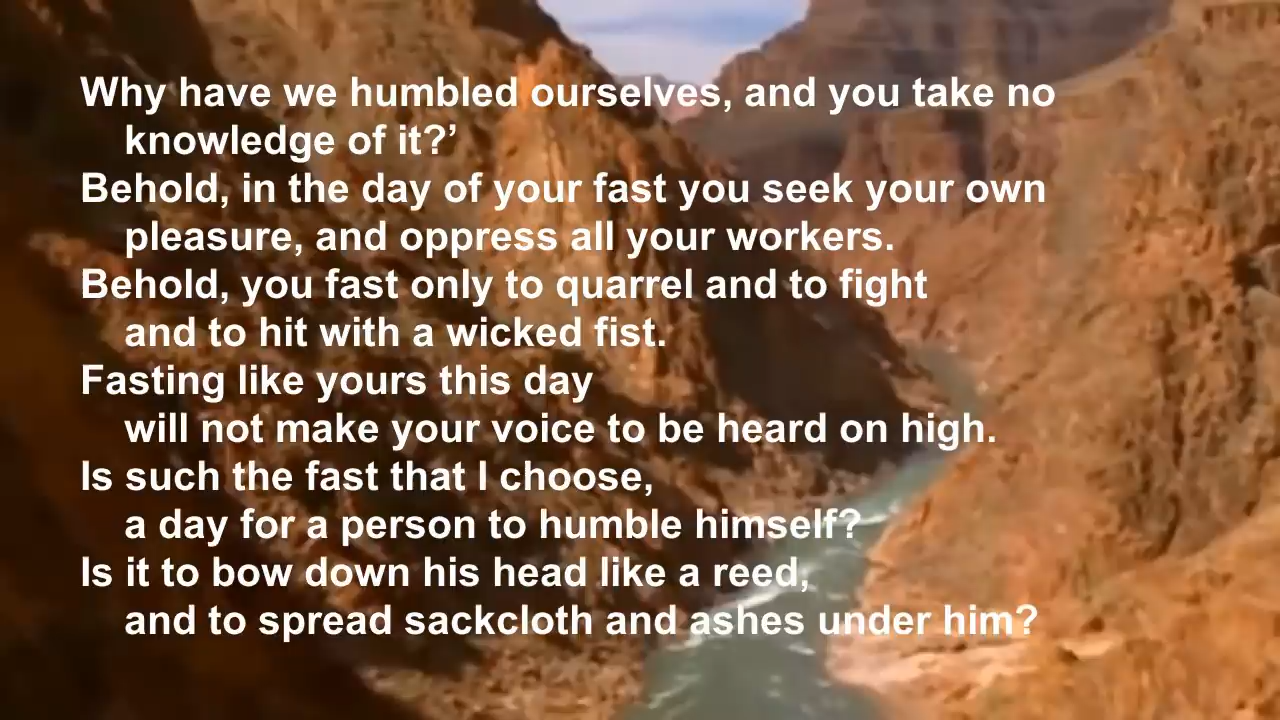 Why have we humbled ourselves, and you take no
knowledge of it?’
Behold, in the day of your fast you seek your own
pleasure, and oppress all your workers.
Behold, you fast only to quarrel and to fight
and to hit with a wicked fist.
Fasting like yours this day
will not make your voice to be heard on high.
Is such the fast that I choose,
a day for a person to humble himself?
Is it to bow down his head like a reed,
and to spread sackcloth and ashes under him?